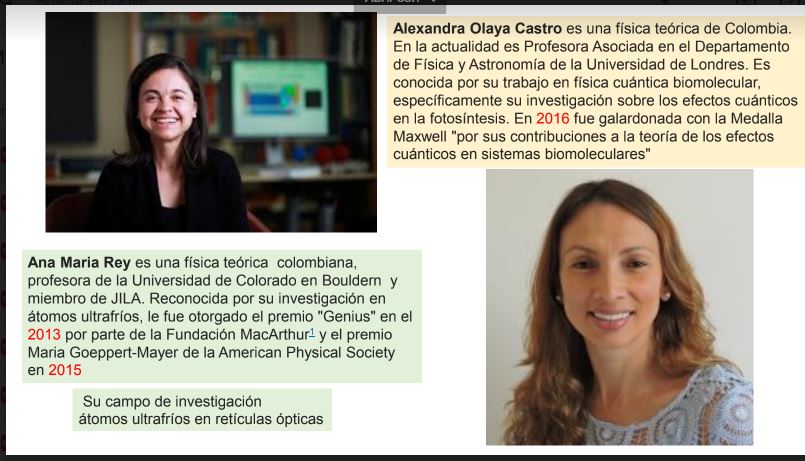 Alexandra Olaya Castro es una física teórica de Colombia.
En la actualidad es Profesora Asociada en el Departamento
de Física y Astronomía de la Universidad de Londres. Es
conocida por su trabajo en física cuántica biomolecular,
específicamente su investigación sobre los efectos cuánticos
en la fotosíntesis. En 2016 fue galardonada con la Medalla
Maxwell "por sus contribuciones a la teoría de los efectos
cuánticos en sistemas biomoleculares"
Ana Maria Rey es una física teórica colombiana,
profesora de la Universidad de Colorado en Bouldern y
miembro de JILA. Reconocida por su investigación en
átomos ultrafríos, le fue otorgado el premio "Genius" en el
2013 por parte de la Fundación MacArthur1 y el premio
Maria Goeppert-Mayer de la American Physical Society
en 2015
Su campo de investigación
átomos ultrafríos en retículas ópticas